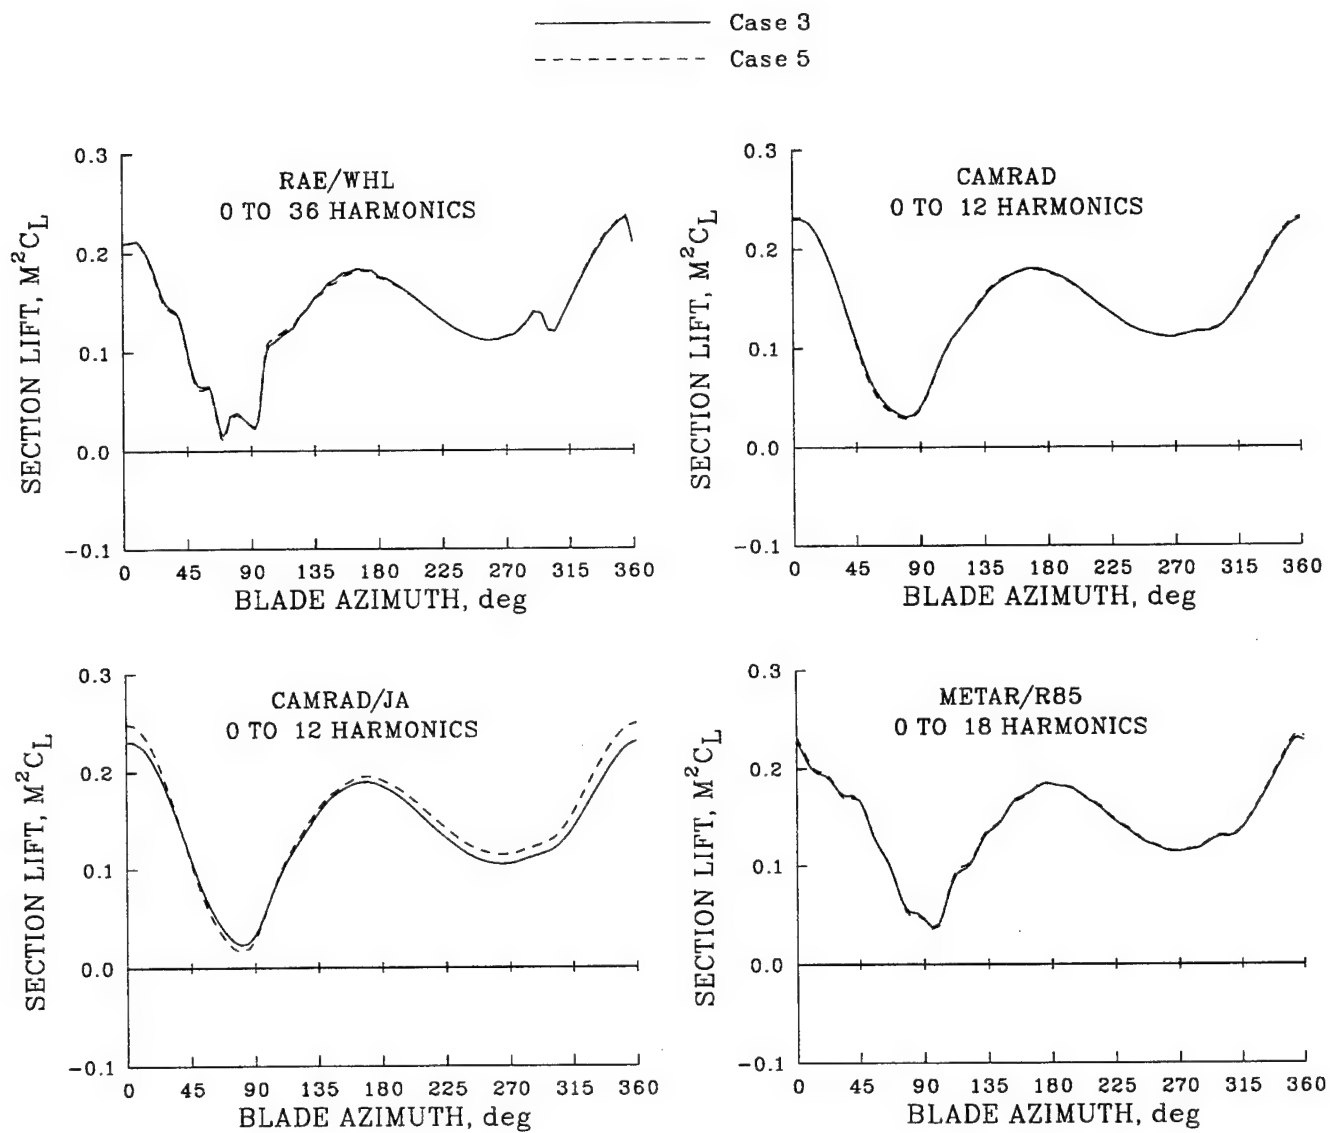 Case 3
Case 5
RAE/WHL
0 TO 36 HARMONICS
0.3
0.2
0.1
0.0
−0.1
SECTION LIFT, M²C_L
0 45 90 135 180 225 270 315 360
BLADE AZIMUTH, deg
CAMRAD
0 TO 12 HARMONICS
0.3
0.2
0.1
0.0
−0.1
SECTION LIFT, M²C_L
0 45 90 135 180 225 270 315 360
BLADE AZIMUTH, deg
CAMRAD/JA
0 TO 12 HARMONICS
0.3
0.2
0.1
0.0
−0.1
SECTION LIFT, M²C_L
0 45 90 135 180 225 270 315 360
BLADE AZIMUTH, deg
METAR/R85
0 TO 18 HARMONICS
0.3
0.2
0.1
0.0
−0.1
SECTION LIFT, M²C_L
0 45 90 135 180 225 270 315 360
BLADE AZIMUTH, deg